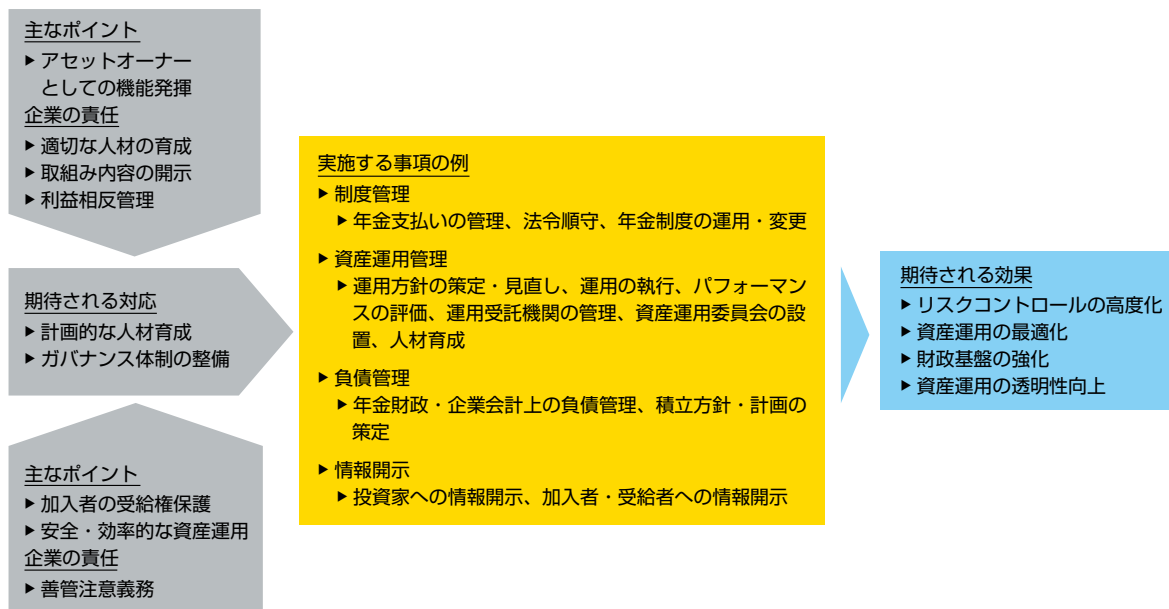 主なポイント
▶ アセットオーナー
としての機能発揮
企業の責任
▶ 適切な人材の育成
▶ 取組み内容の開示
▶ 利益相反管理
期待される対応
▶ 計画的な人材育成
▶ ガバナンス体制の整備
主なポイント
▶ 加入者の受給権保護
▶ 安全・効率的な資産運用
企業の責任
▶ 善管注意義務
実施する事項の例
▶ 制度管理
▶ 年金支払いの管理、法令順守、年金制度の運用・変更
▶ 資産運用管理
▶ 運用方針の策定・見直し、運用の執行、パフォーマン
スの評価、運用受託機関の管理、資産運用委員会の設
置、人材育成
▶ 負債管理
▶ 年金財政・企業会計上の負債管理、積立方針・計画の
策定
▶ 情報開示
▶ 投資家への情報開示、加入者・受給者への情報開示
期待される効果
▶ リスクコントロールの高度化
▶ 資産運用の最適化
▶ 財政基盤の強化
▶ 資産運用の透明性向上